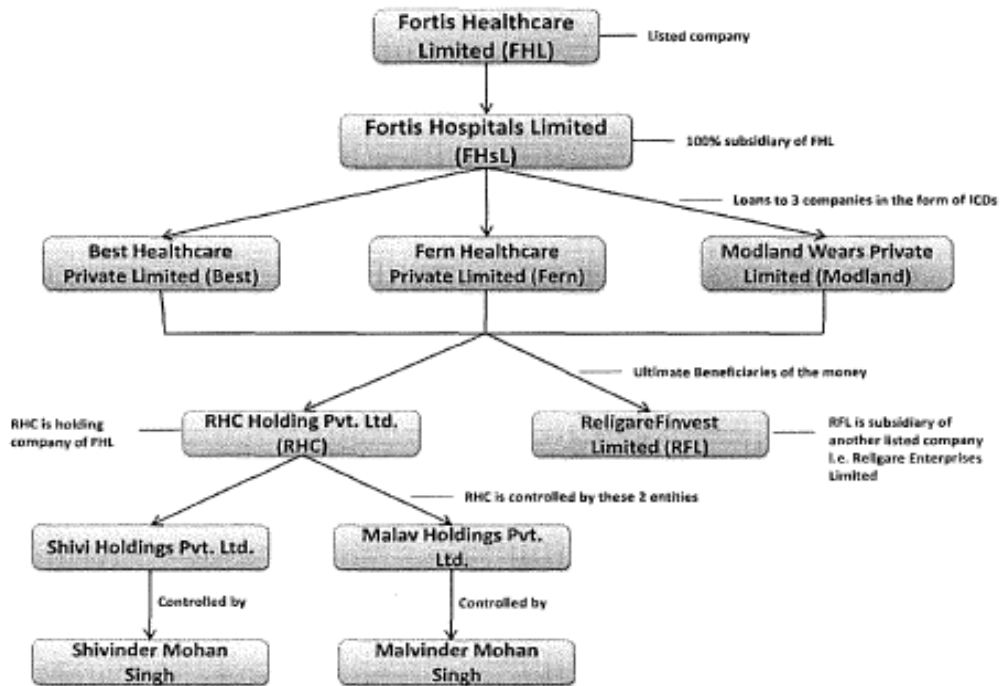 Fortis Healthcare
Limited (FHL)
Listed company
Fortis Hospitals Limited
(FHsL)
100% subsidiary of FHL
Loans to 3 companies in the form of ICDs
Best Healthcare
Private Limited (Best)
Fern Healthcare
Private Limited (Fern)
Modland Wears Private
Limited (Modland)
Ultimate Beneficiaries of the money
RHC is holding
company of FHL
RHC Holding Pvt. Ltd.
(RHC)
ReligareFinvest
Limited (RFL)
RFL is subsidiary of
another listed company
i.e. Religare Enterprises
Limited
RHC is controlled by these 2 entities
Shivi Holdings Pvt. Ltd.
Malav Holdings Pvt.
Ltd.
Controlled by
Controlled by
Shivinder Mohan
Singh
Malvinder Mohan
Singh